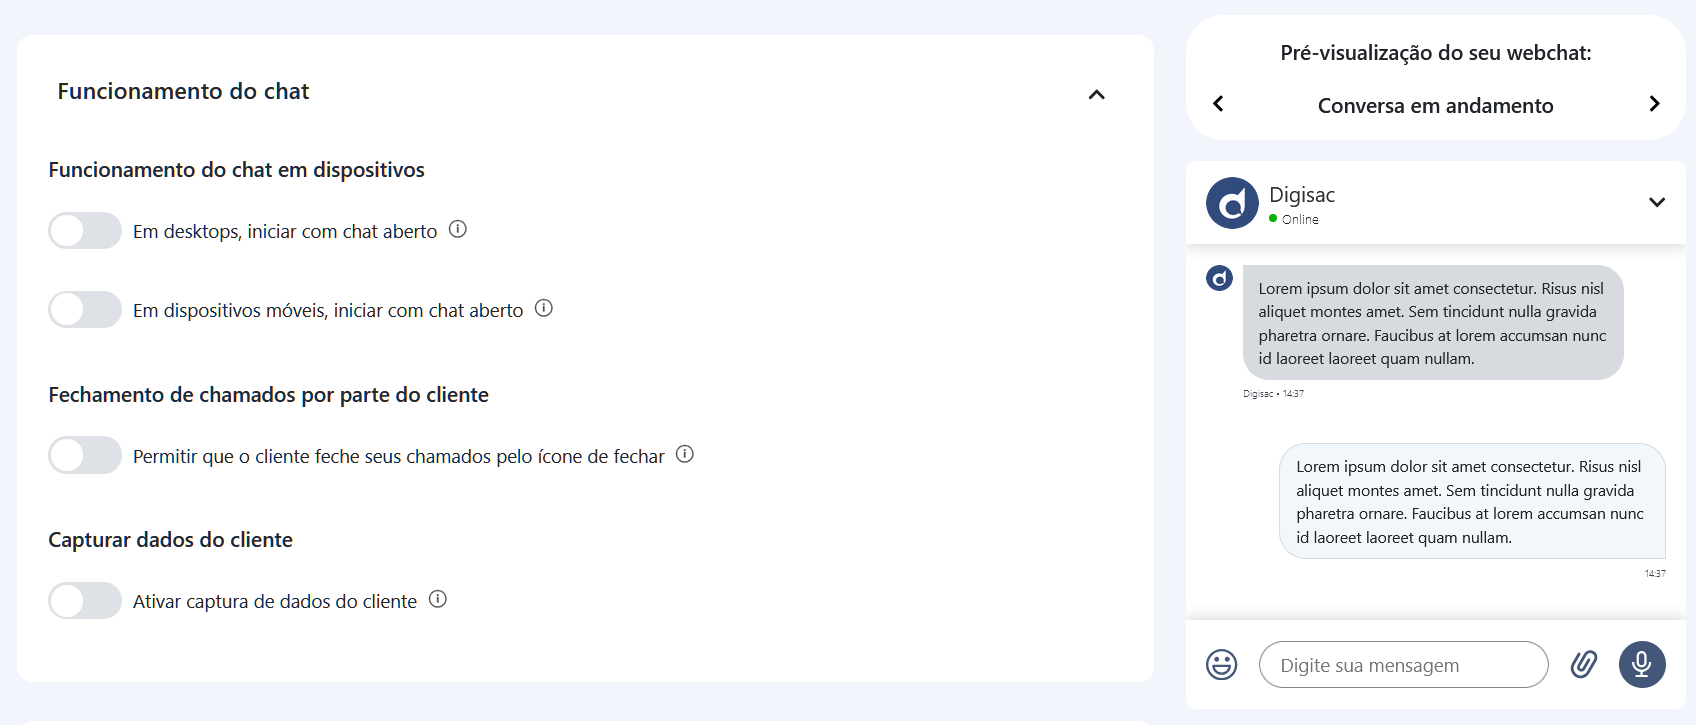 Funcionamento do chat
Funcionamento do chat em dispositivos
Em desktops, iniciar com chat aberto
Em dispositivos móveis, iniciar com chat aberto
Fechamento de chamados por parte do cliente
Permitir que o cliente feche seus chamados pelo ícone de fechar
Capturar dados do cliente
Ativar captura de dados do cliente
Pré-visualização do seu webchat:
Conversa em andamento
Digisac
Online
Lorem ipsum dolor sit amet consectetur. Risus nisl
aliquet montes amet. Sem tincidunt nulla gravida
pharetra ornare. Faucibus at lorem accumsan nunc
id laoreet laoreet quam nullam.
Digisac • 14:37
Lorem ipsum dolor sit amet consectetur. Risus nisl
aliquet montes amet. Sem tincidunt nulla gravida
pharetra ornare. Faucibus at lorem accumsan nunc
id laoreet laoreet quam nullam.
14:37
Digite sua mensagem